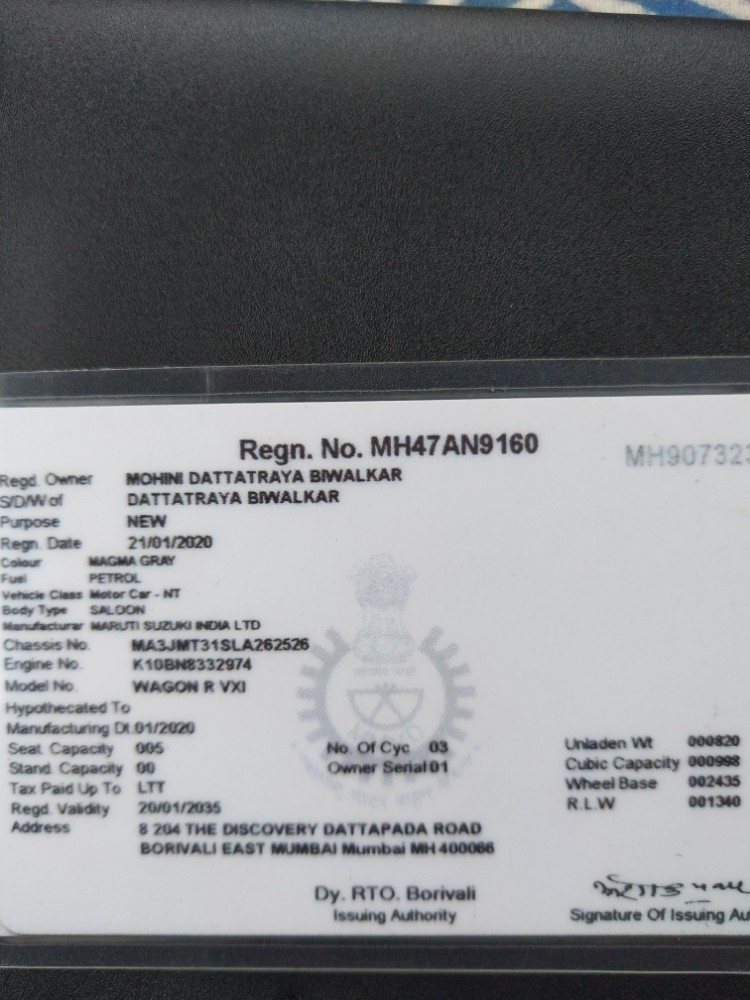 Regn. No. MH47AN9160
MH907323
Regd. Owner MOHINI DATTATRAYA BIWALKAR
S/D/W of DATTATRAYA BIWALKAR
Purpose NEW
Regn. Date 21/01/2020
Colour MAGMA GRAY
Fuel PETROL
Vehicle Class Motor Car - NT
Body Type SALOON
Manufacturar MARUTI SUZUKI INDIA LTD
Chassis No. MA3JMT31SLA262526
Engine No. K10BN8332974
Model No. WAGON R VXI
Hypothecated To
Manufacturing Dt.01/2020
Seat. Capacity 005 No. Of Cyc 03 Unladen Wt 000820
Stand. Capacity 00 Owner Serial 01 Cubic Capacity 000998
Tax Paid Up To LTT Wheel Base 002435
Regd. Validity 20/01/2035 R.L.W 001340
Address 8 204 THE DISCOVERY DATTAPADA ROAD
BORIVALI EAST MUMBAI Mumbai MH 400066
Dy. RTO. Borivali
Issuing Authority Signature Of Issuing Au